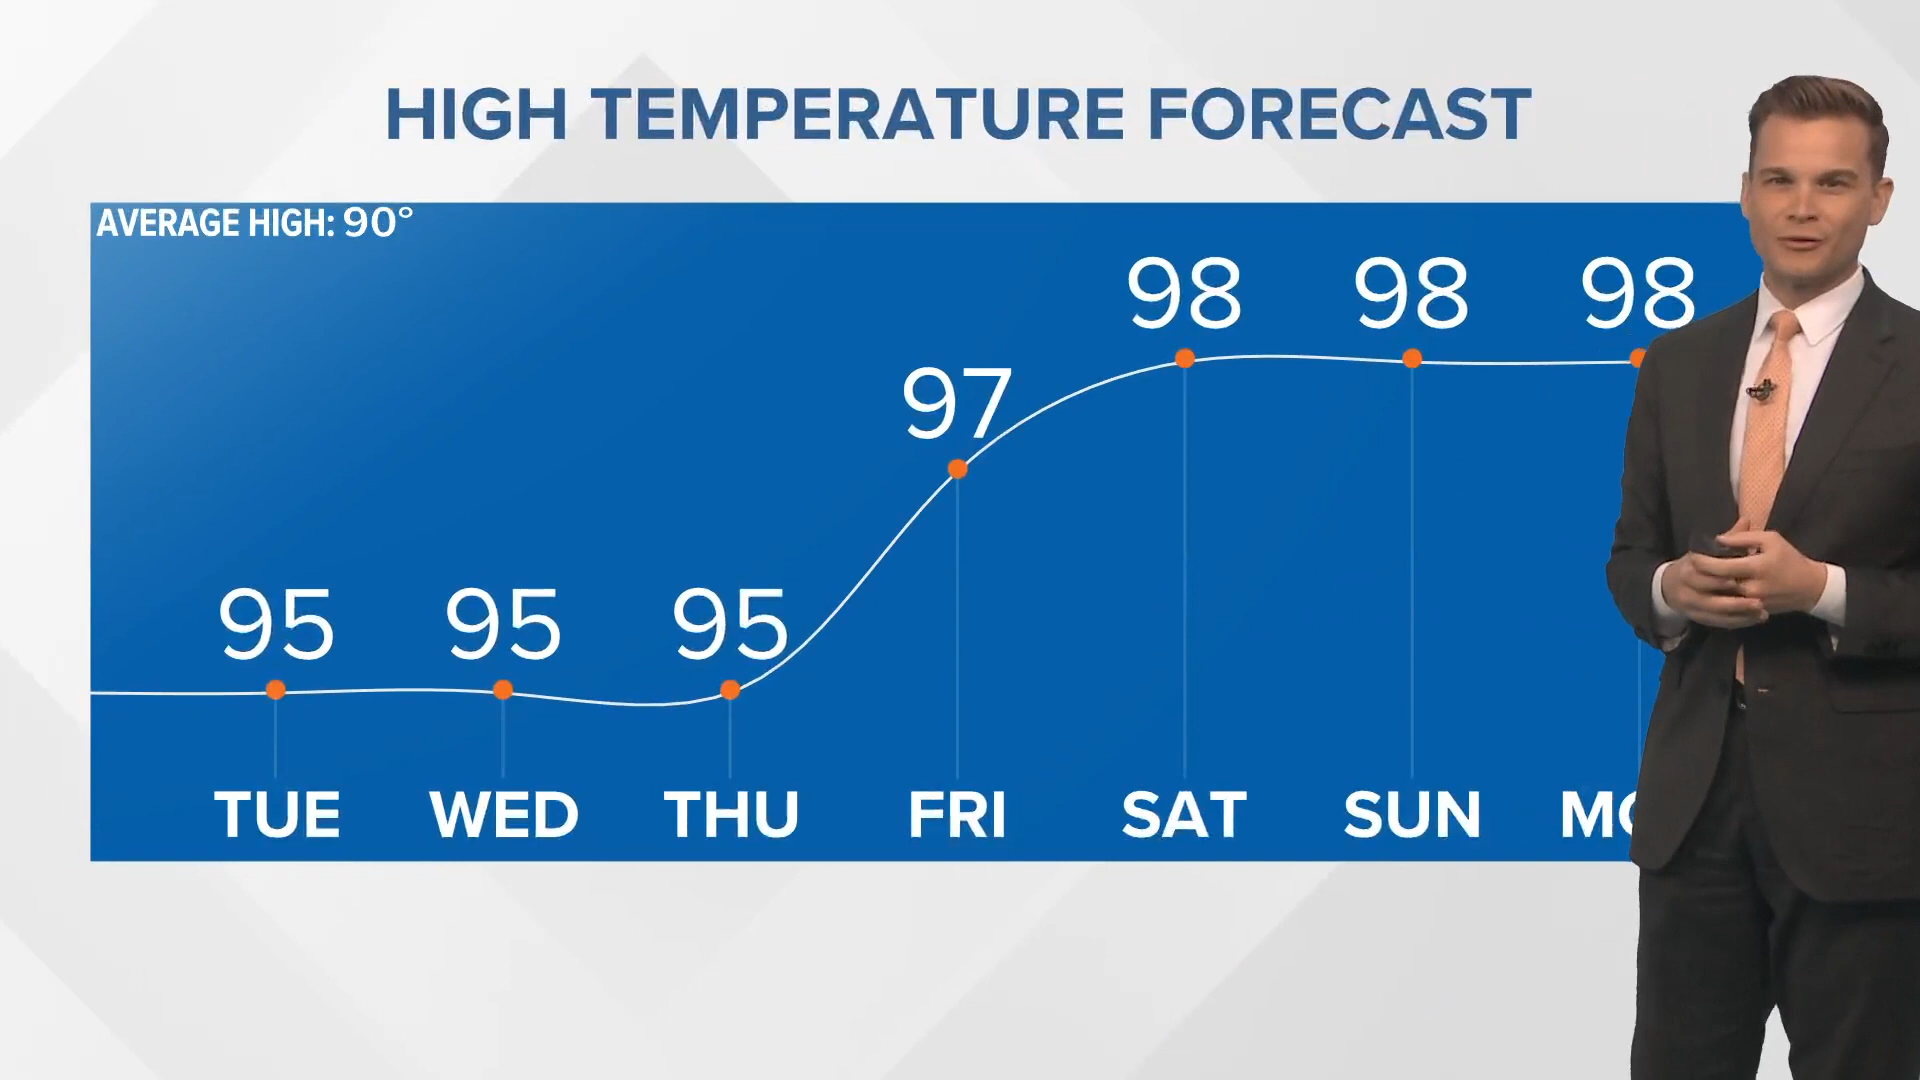 HIGH TEMPERATURE FORECAST
AVERAGE HIGH: 90°
98 98 98
97
95 95 95
TUE WED THU FRI SAT SUN